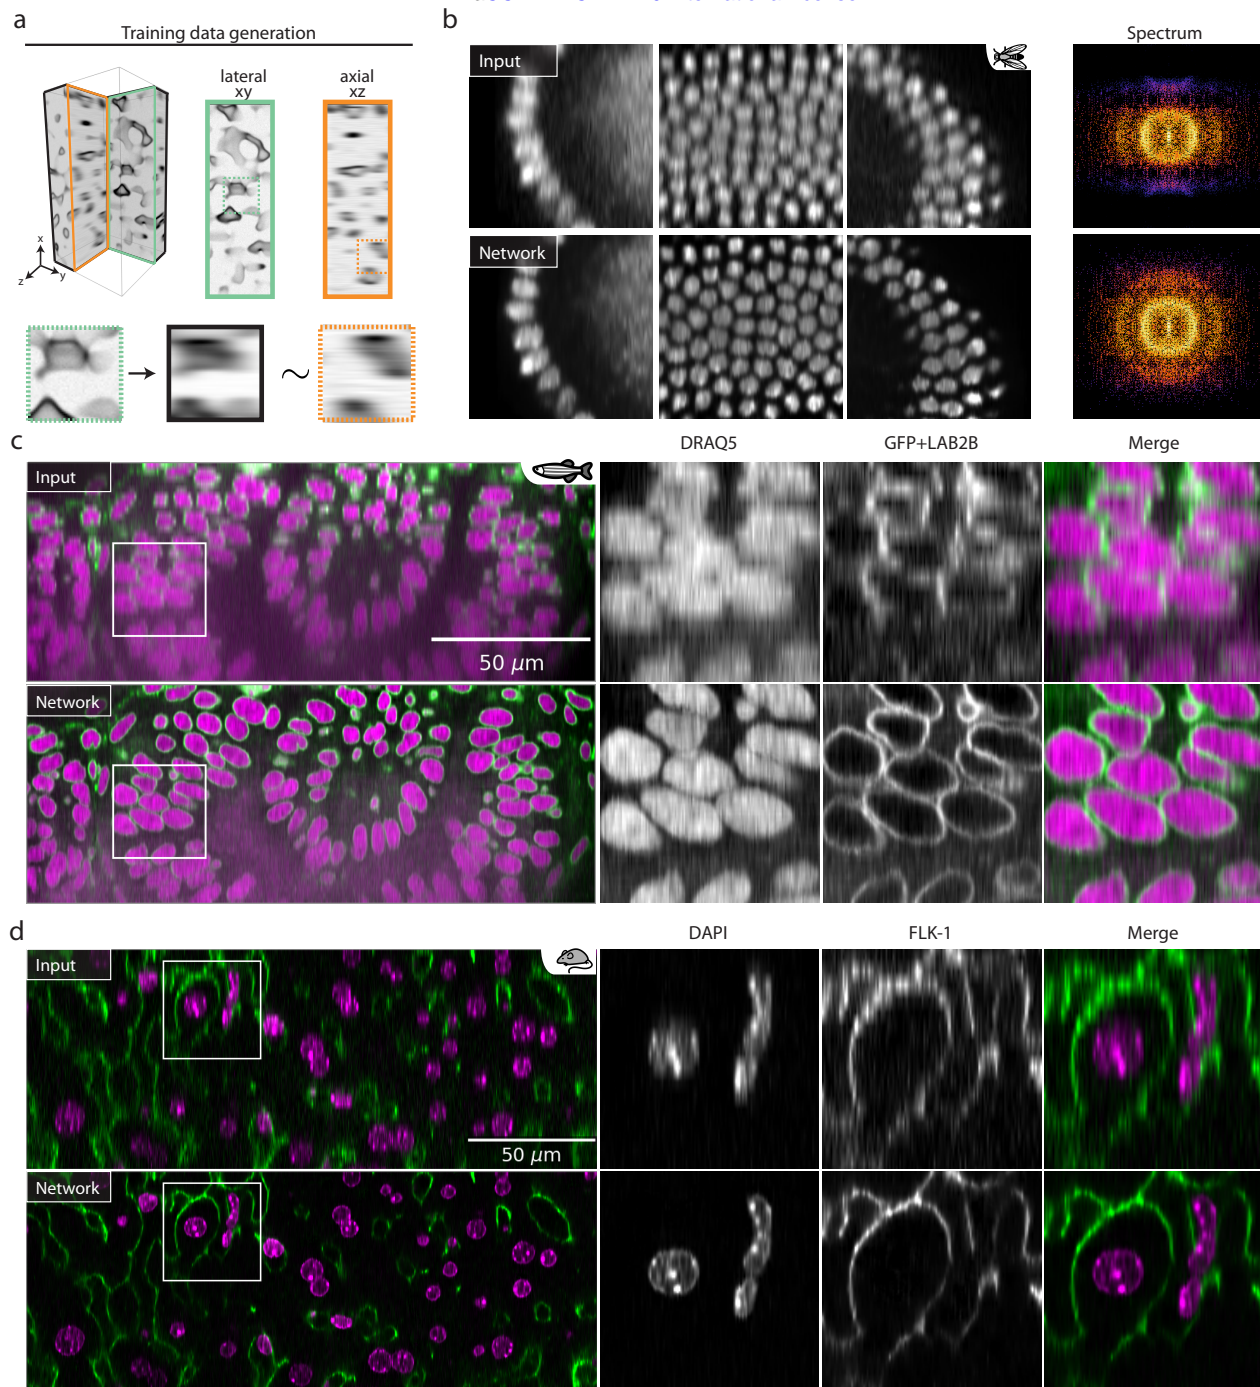 a
Training data generation
lateral
xy
axial
xz
x
z
y
b
Input
Spectrum
Network
c
DRAQ5
GFP+LAB2B
Merge
Input
50 µm
Network
d
DAPI
FLK-1
Merge
Input
50 µm
Network